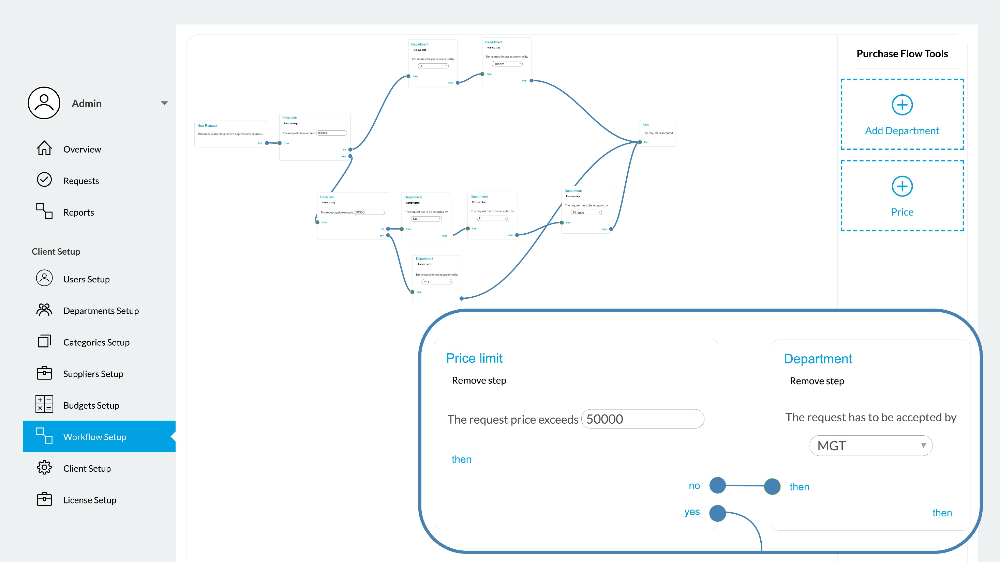 Admin
Overview
Requests
Reports
Client Setup
Users Setup
Departments Setup
Categories Setup
Suppliers Setup
Budgets Setup
Workflow Setup
Client Setup
License Setup
New Request
When requestor department approves the request...
then
Price limit
Remove step
The request price exceeds 10000
then
no
yes
Department
Remove step
The request has to be accepted by
IT
then
then
Department
Remove step
The request has to be accepted by
Finance
then
then
End
The request is accepted
then
Price limit
Remove step
The request price exceeds 50000
then
no
yes
Department
Remove step
The request has to be accepted by
MGT
then
then
Department
Remove step
The request has to be accepted by
IT
then
then
Department
Remove step
The request has to be accepted by
Finance
then
then
Department
Remove step
The request has to be accepted by
MD
then
Purchase Flow Tools
Add Department
Price
Price limit
Remove step
The request price exceeds 50000
then
no
yes
Department
Remove step
The request has to be accepted by
MGT
then
then